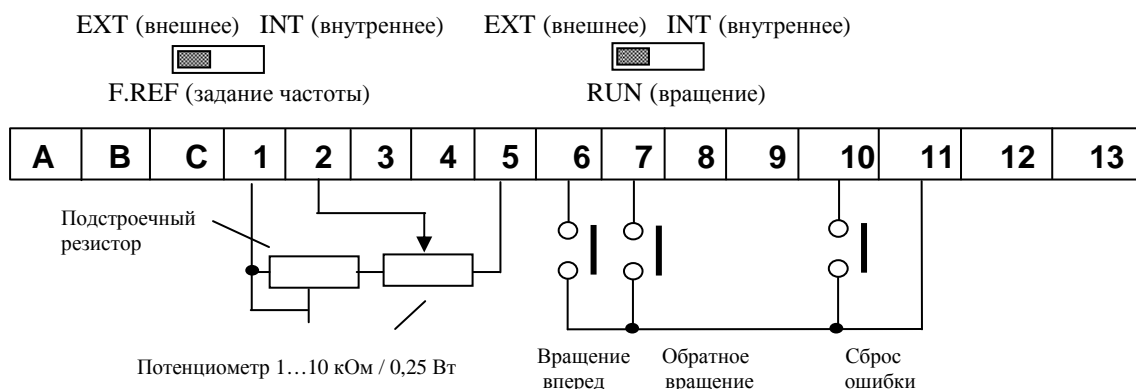 EXT (внешнее) INT (внутреннее) EXT (внешнее) INT (внутреннее)
F.REF (задание частоты) RUN (вращение)
A B C 1 2 3 4 5 6 7 8 9 10 11 12 13
Подстроечный
резистор
Потенциометр 1…10 кОм / 0,25 Вт
Вращение
вперед
Обратное
вращение
Сброс
ошибки